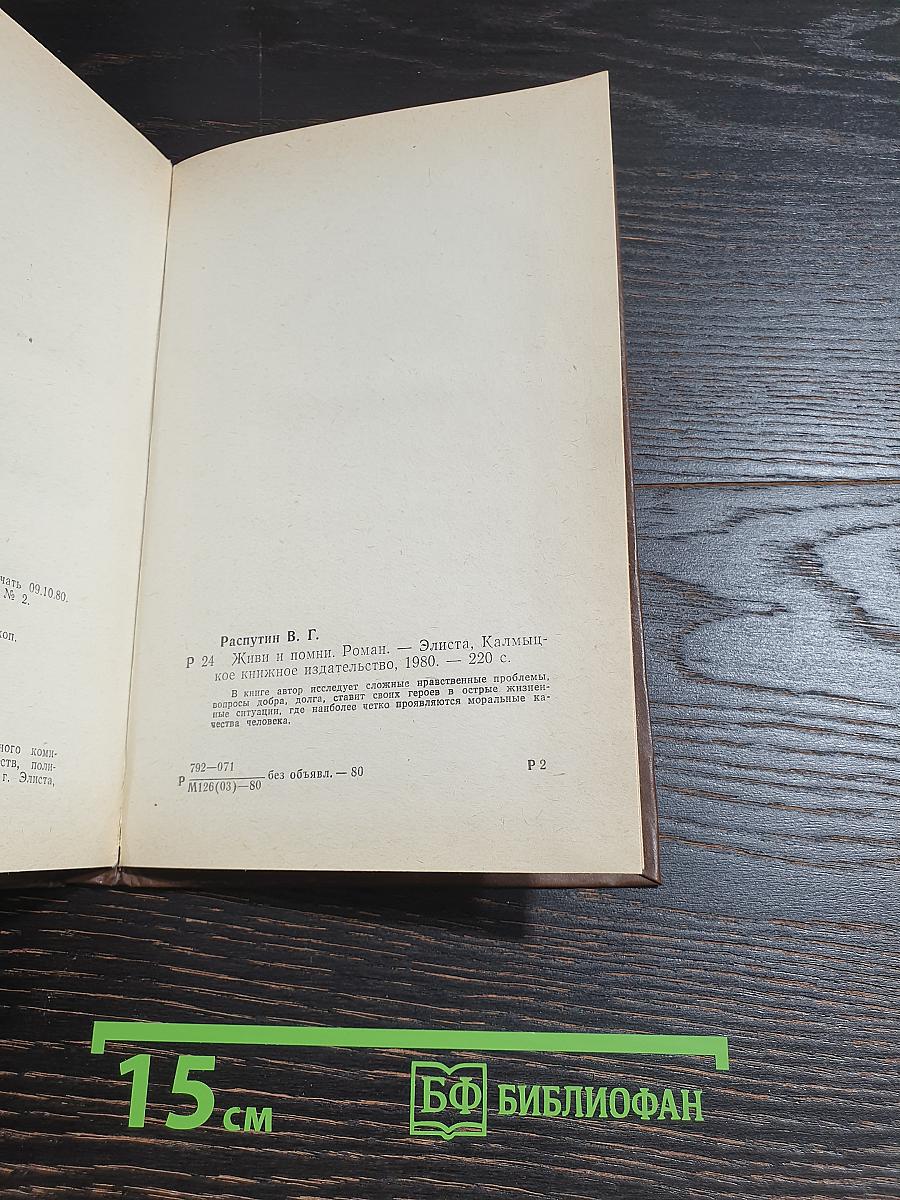 чать 09.10.80.
№ 2.
коп.
ного коми-
ств, поли-
г. Элиста,
Распутин В. Г.
Р 24 Живи и помни. Роман. — Элиста, Калмыц-
кое книжное издательство, 1980. — 220 с.
В книге автор исследует сложные нравственные проблемы,
вопросы добра, долга, ставит своих героев в острые жизнен-
ные ситуации, где наиболее четко проявляются моральные ка-
чества человека.
792—071
Р без объявл. — 80 Р 2
М126(03)—80
15 см БФ БИБЛИОФАН